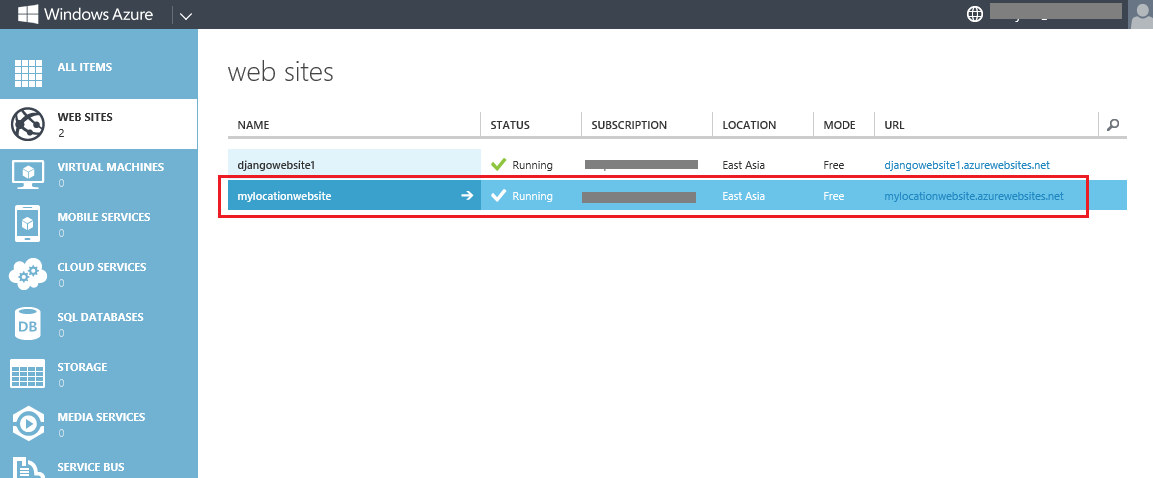 Windows Azure
ALL ITEMS
WEB SITES
2
VIRTUAL MACHINES
0
MOBILE SERVICES
0
CLOUD SERVICES
0
SQL DATABASES
0
DB
STORAGE
0
MEDIA SERVICES
0
SERVICE BUS
web sites
NAME STATUS SUBSCRIPTION LOCATION MODE URL
djangowebsite1 Running East Asia Free djangowebsite1.azurewebsites.net
mylocationwebsite Running East Asia Free mylocationwebsite.azurewebsites.net